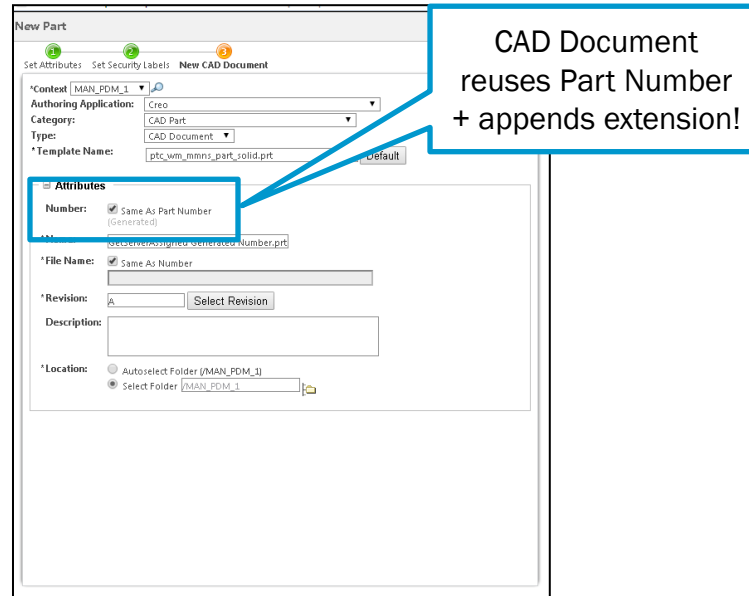 New Part
CAD Document
reuses Part Number
+ appends extension!
1 2 3
Set Attributes Set Security Labels New CAD Document
*Context MAN_PDM_1
Authoring Application: Creo
Category: CAD Part
Type: CAD Document
*Template Name: ptc_wm_mmns_part_solid.prt Default
Attributes
Number: Same As Part Number
(Generated)
GetServerAssigned Generated Number.prt
*File Name: Same As Number
*Revision: A Select Revision
Description:
*Location: Autoselect Folder (/MAN_PDM_1)
Select Folder /MAN_PDM_1